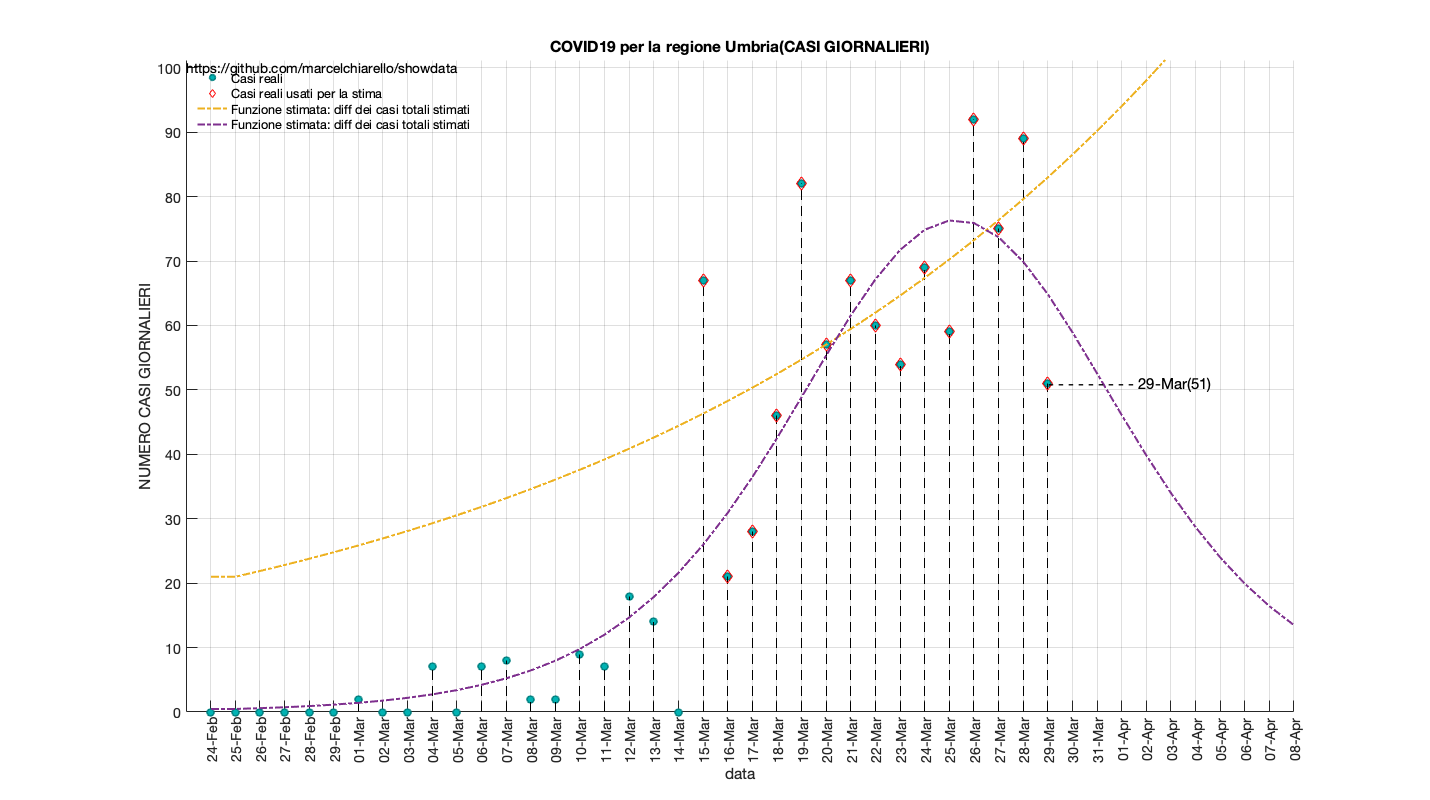 COVID19 per la regione Umbria(CASI GIORNALIERI)
https://github.com/marcelchiarello/showdata
Casi reali
Casi reali usati per la stima
Funzione stimata: diff dei casi totali stimati
Funzione stimata: diff dei casi totali stimati
NUMERO CASI GIORNALIERI
100
90
80
70
60
50
40
30
20
10
0
29-Mar(51)
24-Feb
25-Feb
26-Feb
27-Feb
28-Feb
29-Feb
01-Mar
02-Mar
03-Mar
04-Mar
05-Mar
06-Mar
07-Mar
08-Mar
09-Mar
10-Mar
11-Mar
12-Mar
13-Mar
14-Mar
15-Mar
16-Mar
17-Mar
18-Mar
19-Mar
20-Mar
21-Mar
22-Mar
23-Mar
24-Mar
25-Mar
26-Mar
27-Mar
28-Mar
29-Mar
30-Mar
31-Mar
01-Apr
02-Apr
03-Apr
04-Apr
05-Apr
06-Apr
07-Apr
08-Apr
data